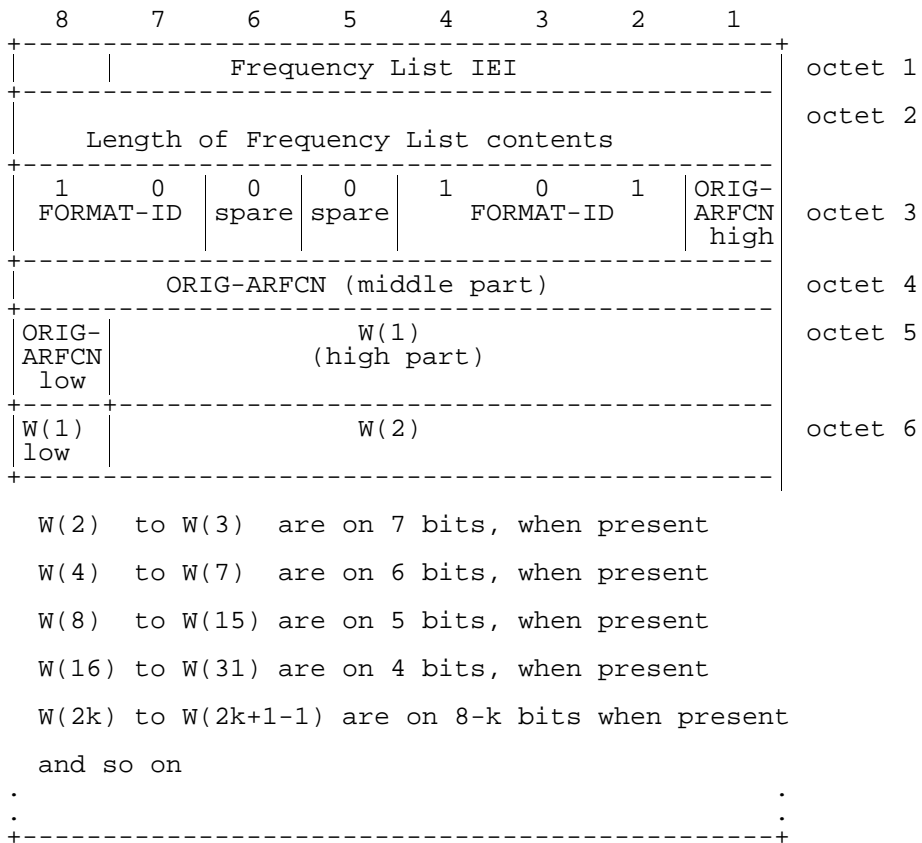 8 7 6 5 4 3 2 1
Frequency List IEI octet 1
octet 2
Length of Frequency List contents
1 0 0 0 1 0 1 ORIG-
FORMAT-ID spare spare FORMAT-ID ARFCN octet 3
high
ORIG-ARFCN (middle part) octet 4
ORIG- W(1) octet 5
ARFCN (high part)
low
W(1) W(2) octet 6
low
W(2) to W(3) are on 7 bits, when present
W(4) to W(7) are on 6 bits, when present
W(8) to W(15) are on 5 bits, when present
W(16) to W(31) are on 4 bits, when present
W(2k) to W(2k+1-1) are on 8-k bits when present
and so on
. .
. .